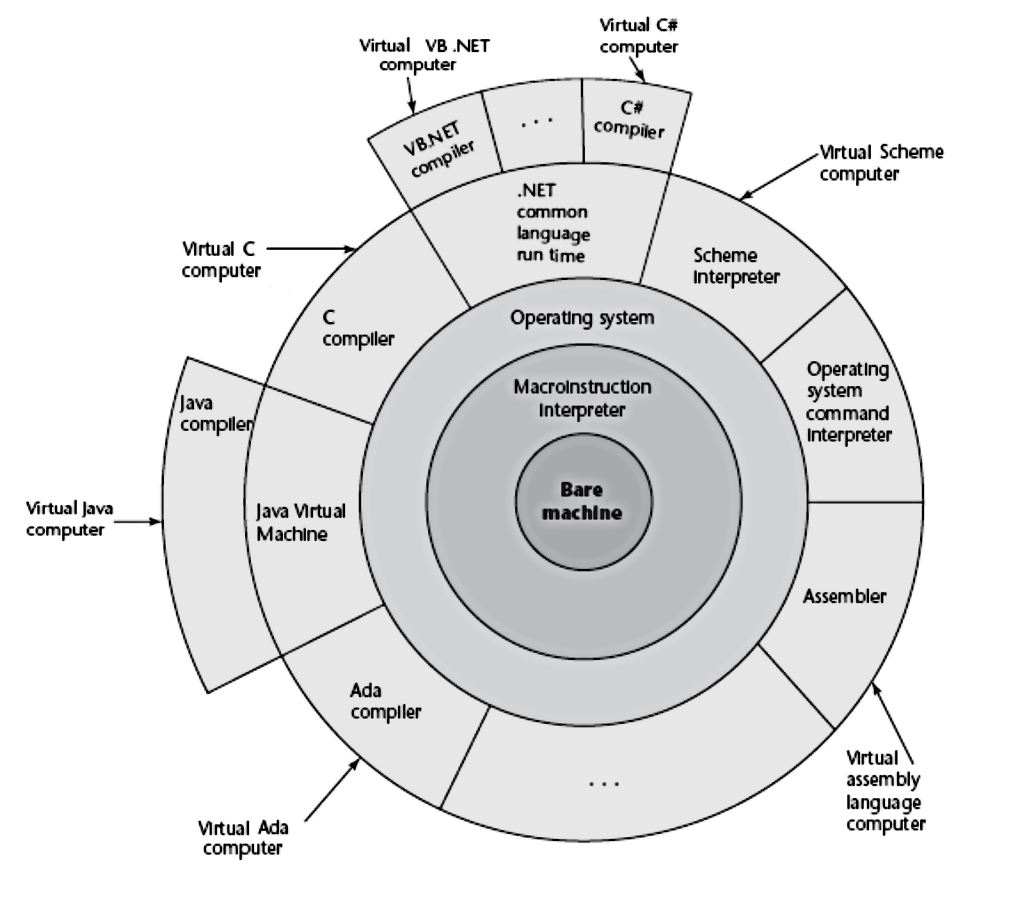 Virtual C#
computer
Virtual VB .NET
computer
C#
compiler
. . .
VB.NET
compiler
Virtual Scheme
computer
.NET
common
language
run time
Virtual C
computer
Scheme
interpreter
C
compiler
Operating system
Operating
system
command
interpreter
Macroinstruction
interpreter
Java
compiler
Bare
machine
Virtual Java
computer
Java Virtual
Machine
Assembler
Ada
compiler
. . .
Virtual
assembly
language
computer
Virtual Ada
computer